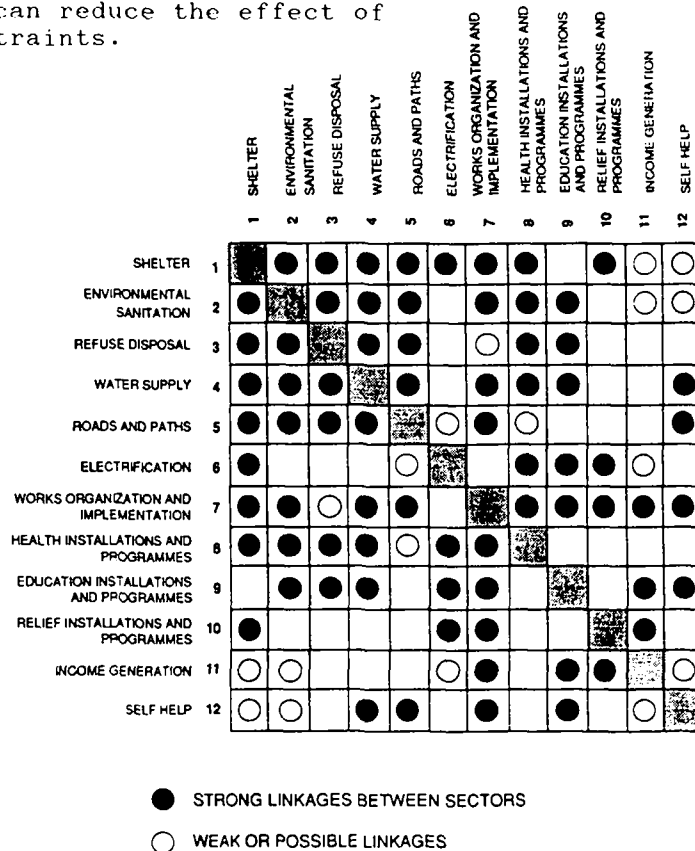 can reduce the effect of
traints.
SHELTER
ENVIRONMENTAL
SANITATION
REFUSE DISPOSAL
WATER SUPPLY
ROADS AND PATHS
ELECTRIFICATION
WORKS ORGANIZATION AND
IMPLEMENTATION
HEALTH INSTALLATIONS AND
PROGRAMMES
EDUCATION INSTALLATIONS
AND PROGRAMMES
RELIEF INSTALLATIONS AND
PROGRAMMES
INCOME GENERATION
SELF HELP
1 2 3 4 5 6 7 8 9 10 11 12
SHELTER 1
ENVIRONMENTAL
SANITATION 2
REFUSE DISPOSAL 3
WATER SUPPLY 4
ROADS AND PATHS 5
ELECTRIFICATION 6
WORKS ORGANIZATION AND
IMPLEMENTATION 7
HEALTH INSTALLATIONS AND
PROGRAMMES 8
EDUCATION INSTALLATIONS
AND PROGRAMMES 9
RELIEF INSTALLATIONS AND
PROGRAMMES 10
INCOME GENERATION 11
SELF HELP 12
STRONG LINKAGES BETWEEN SECTORS
WEAK OR POSSIBLE LINKAGES